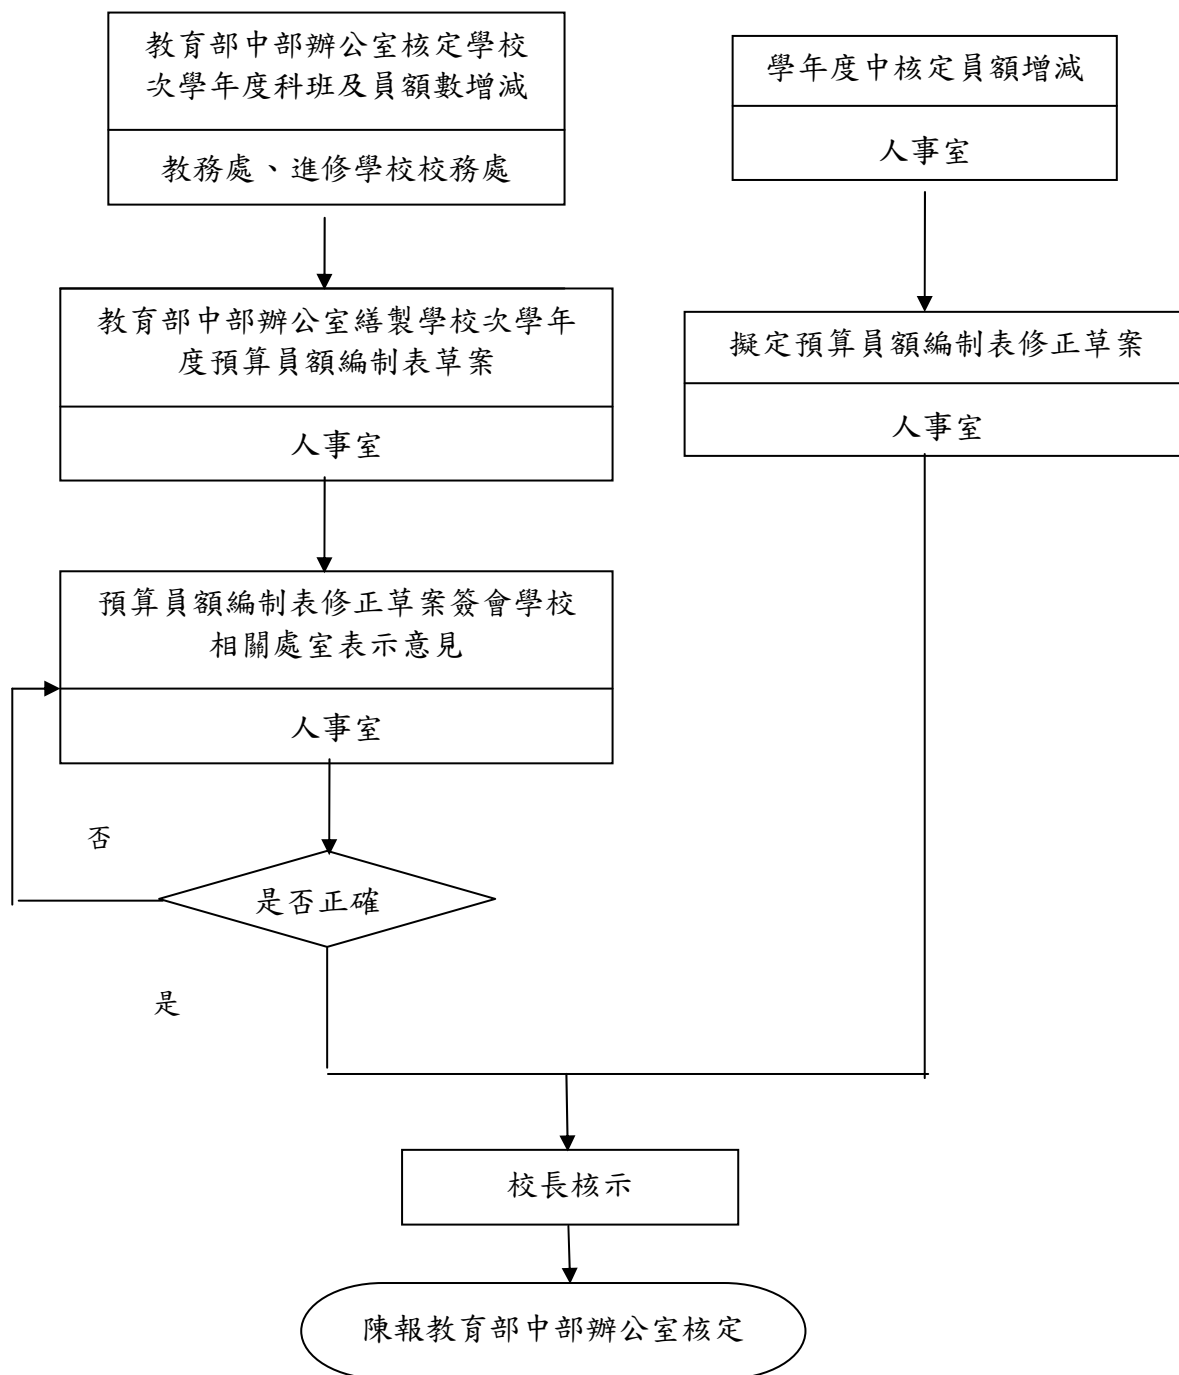 教育部中部辦公室核定學校
次學年度科班及員額數增減
教務處、進修學校校務處
教育部中部辦公室繕製學校次學年
度預算員額編制表草案
人事室
預算員額編制表修正草案簽會學校
相關處室表示意見
人事室
否
是否正確
是
學年度中核定員額增減
人事室
擬定預算員額編制表修正草案
人事室
校長核示
陳報教育部中部辦公室核定